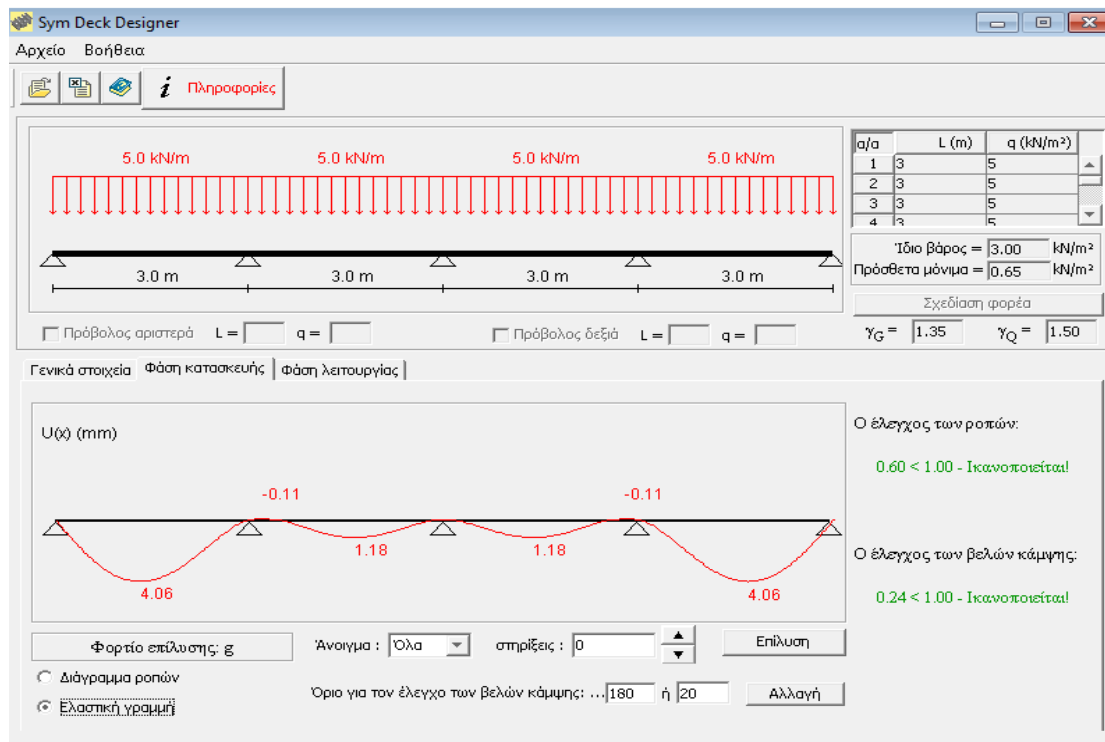 Sym Deck Designer
Αρχείο Βοήθεια
i Πληροφορίες
5.0 kN/m 5.0 kN/m 5.0 kN/m 5.0 kN/m
3.0 m 3.0 m 3.0 m 3.0 m
Πρόβολος αριστερά L = q = Πρόβολος δεξιά L = q =
α/α L (m) q (kN/m²)
1 3 5
2 3 5
3 3 5
4 3 5
Ίδιο βάρος = 3.00 kN/m²
Πρόσθετα μόνιμα = 0.65 kN/m²
Σχεδίαση φορέα
γG = 1.35 γQ = 1.50
Γενικά στοιχεία Φάση κατασκευής Φάση λειτουργίας
U(x) (mm)
-0.11 -0.11
1.18 1.18
4.06 4.06
Ο έλεγχος των ροπών:
0.60 < 1.00 - Ικανοποιείται!
Ο έλεγχος των βελών κάμψης:
0.24 < 1.00 - Ικανοποιείται!
Φορτίο επίλυσης: g Άνοιγμα : Όλα στηρίξεις : 0 Επίλυση
Διάγραμμα ροπών
Ελαστική γραμμή
Όριο για τον έλεγχο των βελών κάμψης: ... 180 ή 20 Αλλαγή